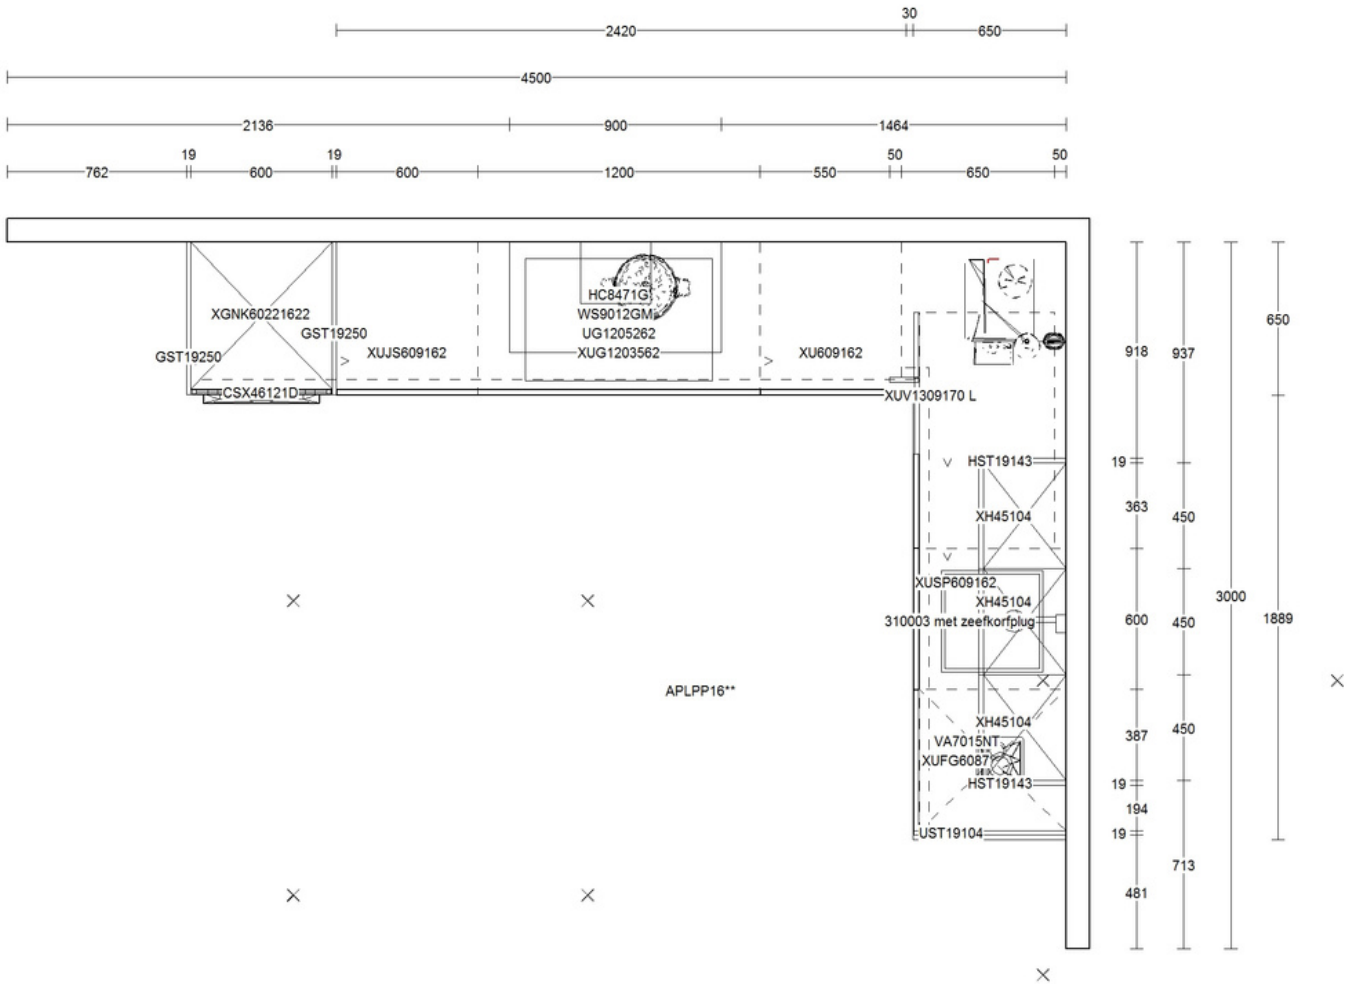 30
2420
650
4500
2136
900
1464
19
19
50
50
762
600
600
1200
550
650
HC8471G
XGNK60221622
WS9012GM
650
GST19250
UG1205262
GST19250
XUJS609162
XUG1203562
XU609162
918
937
CSX46121D
XUV1309170 L
HST19143
19
363
XH45104
450
XUSP609162
XH45104
3000
310003 met zeefkorfplug
600
450
1889
APLPP16**
XH45104
450
VA7015NT
387
XUFG6087
HST19143
19
194
UST19104
19
713
481